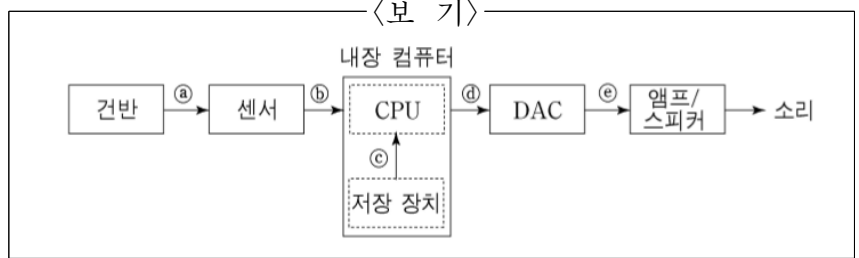 〈보 기〉
내장 컴퓨터
건반 ⓐ 센서 ⓑ CPU ⓓ DAC ⓔ 앰프/
스피커 소리
ⓒ
저장 장치